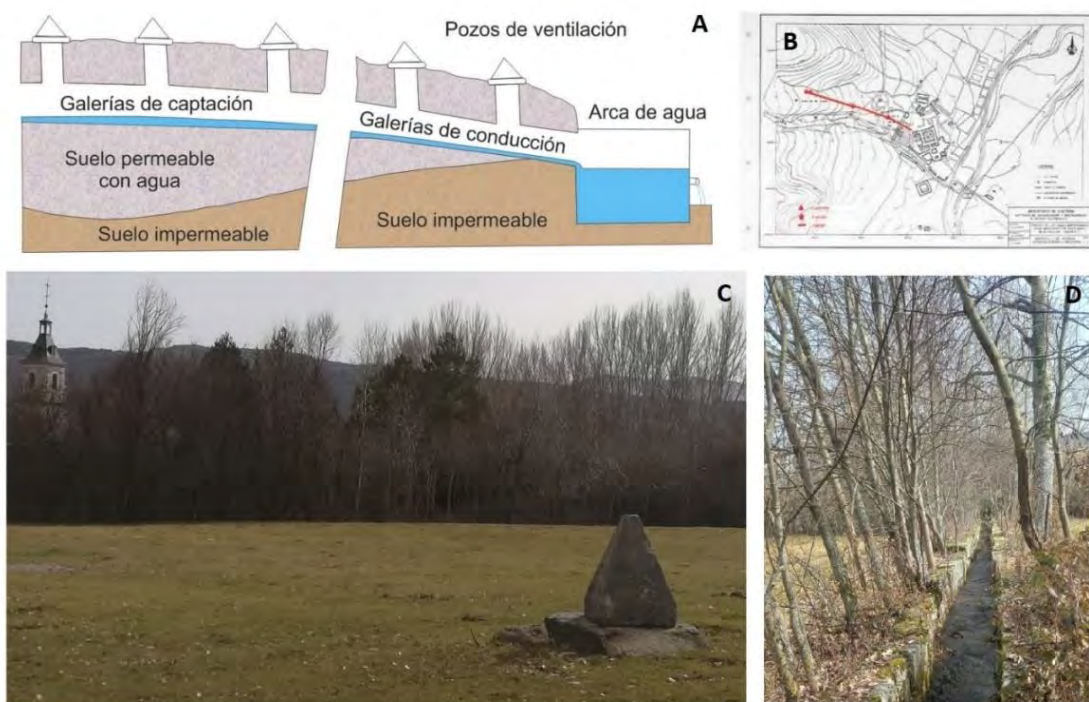 Pozos de ventilación
A
B
Galerías de captación
Arca de agua
Galerías de conducción
Suelo permeable
con agua
Suelo impermeable
Suelo impermeable
C
D